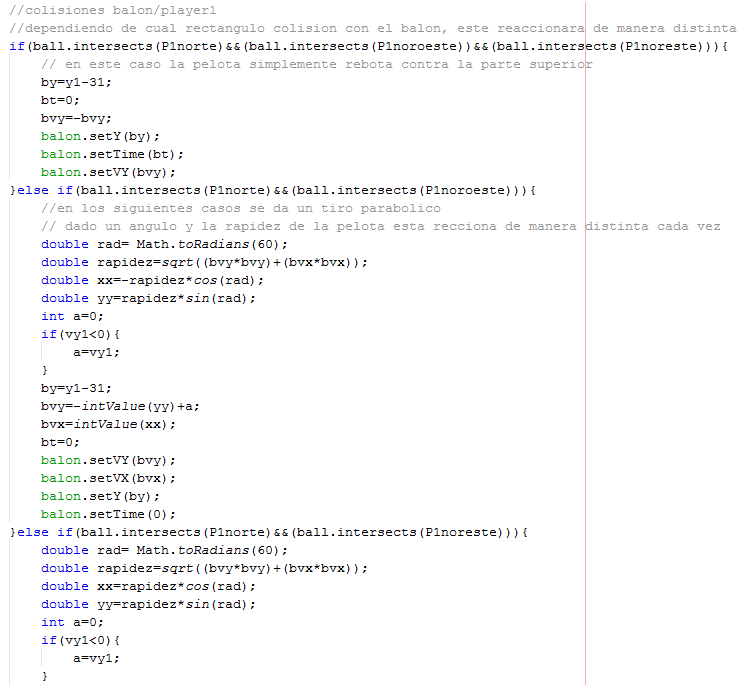 //colisiones balon/player1
//dependiendo de cual rectangulo colision con el balon, este reaccionara de manera distinta
if(ball.intersects(P1norte)&&(ball.intersects(P1noroeste))&&(ball.intersects(P1noreste))){
// en este caso la pelota simplemente rebota contra la parte superior
by=y1-31;
bt=0;
bvy=-bvy;
balon.setY(by);
balon.setTime(bt);
balon.setVY(bvy);
}else if(ball.intersects(P1norte)&&(ball.intersects(P1noroeste))){
//en los siguientes casos se da un tiro parabolico
// dado un angulo y la rapidez de la pelota esta recciona de manera distinta cada vez
double rad= Math.toRadians(60);
double rapidez=sqrt((bvy*bvy)+(bvx*bvx));
double xx=-rapidez*cos(rad);
double yy=rapidez*sin(rad);
int a=0;
if(vy1<0){
a=vy1;
}
by=y1-31;
bvy=-intValue(yy)+a;
bvx=intValue(xx);
bt=0;
balon.setVY(bvy);
balon.setVX(bvx);
balon.setY(by);
balon.setTime(0);
}else if(ball.intersects(P1norte)&&(ball.intersects(P1noreste))){
double rad= Math.toRadians(60);
double rapidez=sqrt((bvy*bvy)+(bvx*bvx));
double xx=rapidez*cos(rad);
double yy=rapidez*sin(rad);
int a=0;
if(vy1<0){
a=vy1;
}